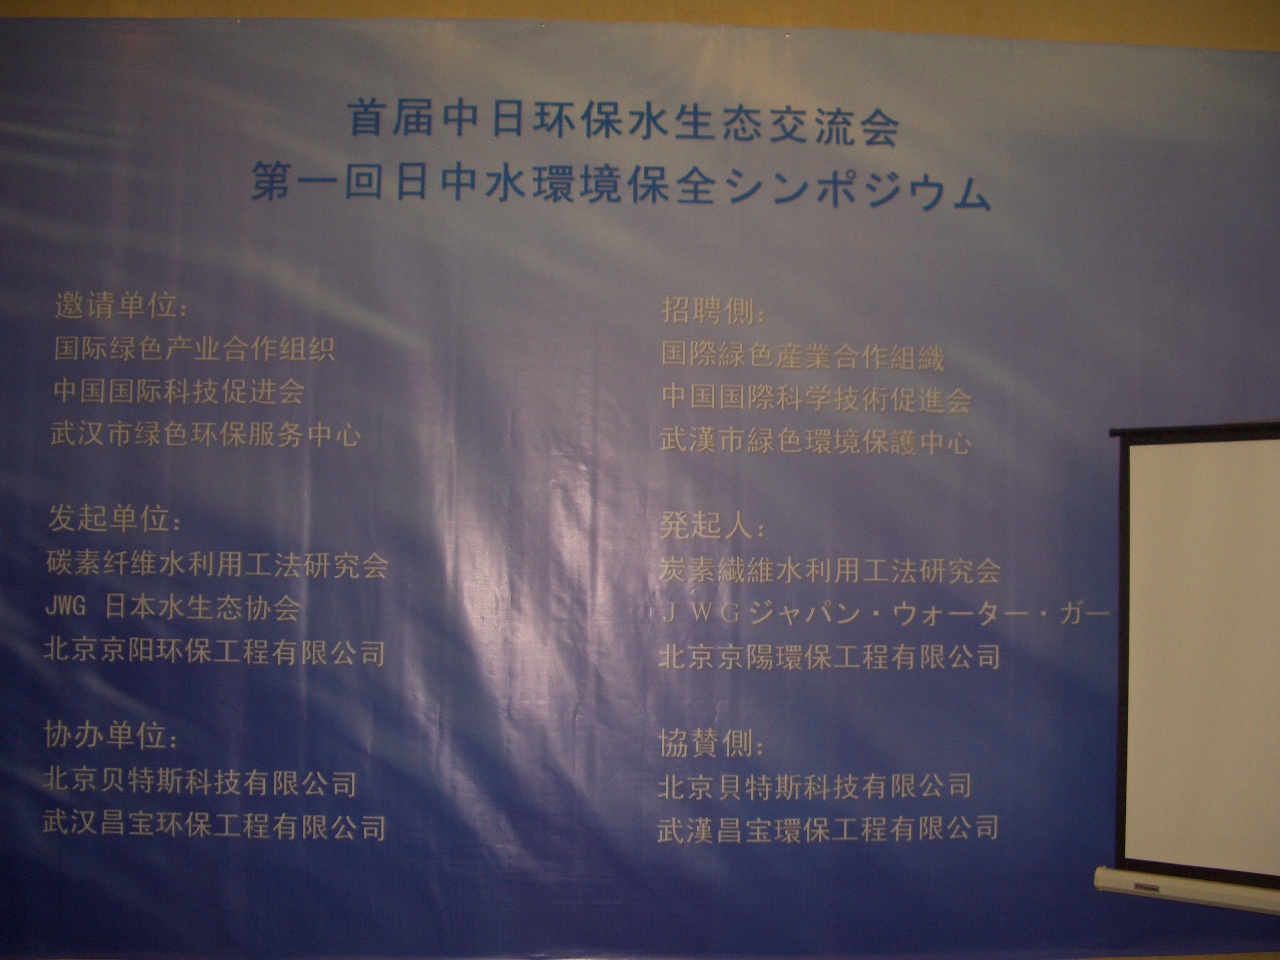 首届中日环保水生态交流会
第一回日中水環境保全シンポジウム
邀请单位:
国际绿色产业合作组织
中国国际科技促进会
武汉市绿色环保服务中心
发起单位:
碳素纤维水利用工法研究会
JWG 日本水生态协会
北京京阳环保工程有限公司
协办单位:
北京贝特斯科技有限公司
武汉昌宝环保工程有限公司
招聘側:
国際緑色産業合作組織
中国国際科学技術促進会
武漢市緑色環境保護中心
発起人:
炭素繊維水利用工法研究会
JWGジャパン・ウォーター・ガー
北京京陽環保工程有限公司
協賛側:
北京貝特斯科技有限公司
武漢昌宝環保工程有限公司